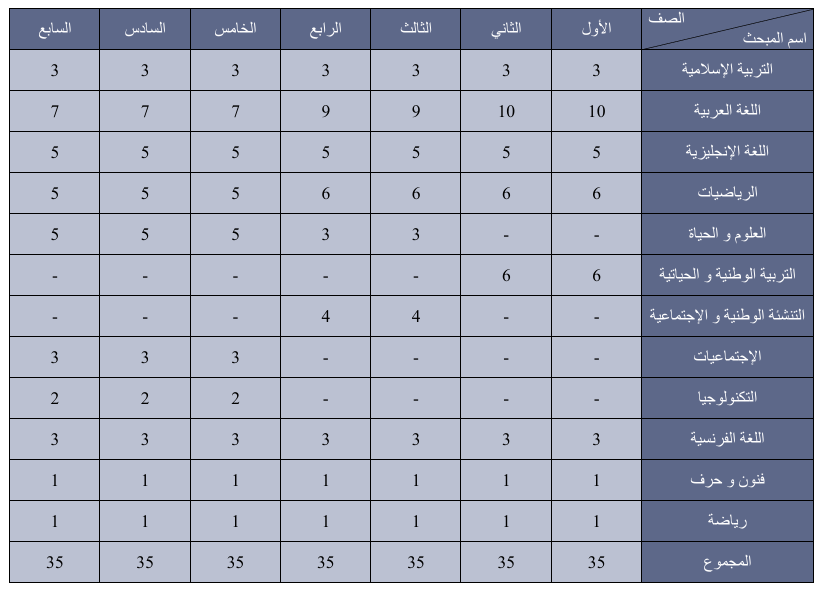 الصف
اسم المبحث الأول الثاني الثالث الرابع الخامس السادس السابع
التربية الإسلامية 3 3 3 3 3 3 3
اللغة العربية 10 10 9 9 7 7 7
اللغة الإنجليزية 5 5 5 5 5 5 5
الرياضيات 6 6 6 6 5 5 5
العلوم و الحياة - - 3 3 5 5 5
التربية الوطنية و الحياتية 6 6 - - - - -
التنشئة الوطنية و الإجتماعية - - 4 4 - - -
الإجتماعيات - - - - 3 3 3
التكنولوجيا - - - - 2 2 2
اللغة الفرنسية 3 3 3 3 3 3 3
فنون و حرف 1 1 1 1 1 1 1
رياضة 1 1 1 1 1 1 1
المجموع 35 35 35 35 35 35 35